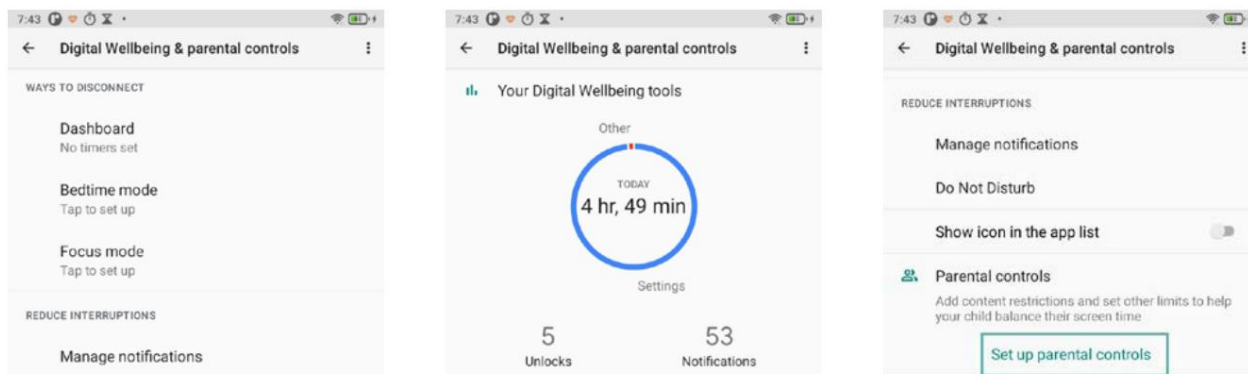 7:43
Digital Wellbeing & parental controls
WAYS TO DISCONNECT
Dashboard
No timers set
Bedtime mode
Tap to set up
Focus mode
Tap to set up
REDUCE INTERRUPTIONS
Manage notifications
7:43
Digital Wellbeing & parental controls
Your Digital Wellbeing tools
Other
TODAY
4 hr, 49 min
Settings
5
Unlocks
53
Notifications
7:43
Digital Wellbeing & parental controls
REDUCE INTERRUPTIONS
Manage notifications
Do Not Disturb
Show icon in the app list
Parental controls
Add content restrictions and set other limits to help
your child balance their screen time
Set up parental controls